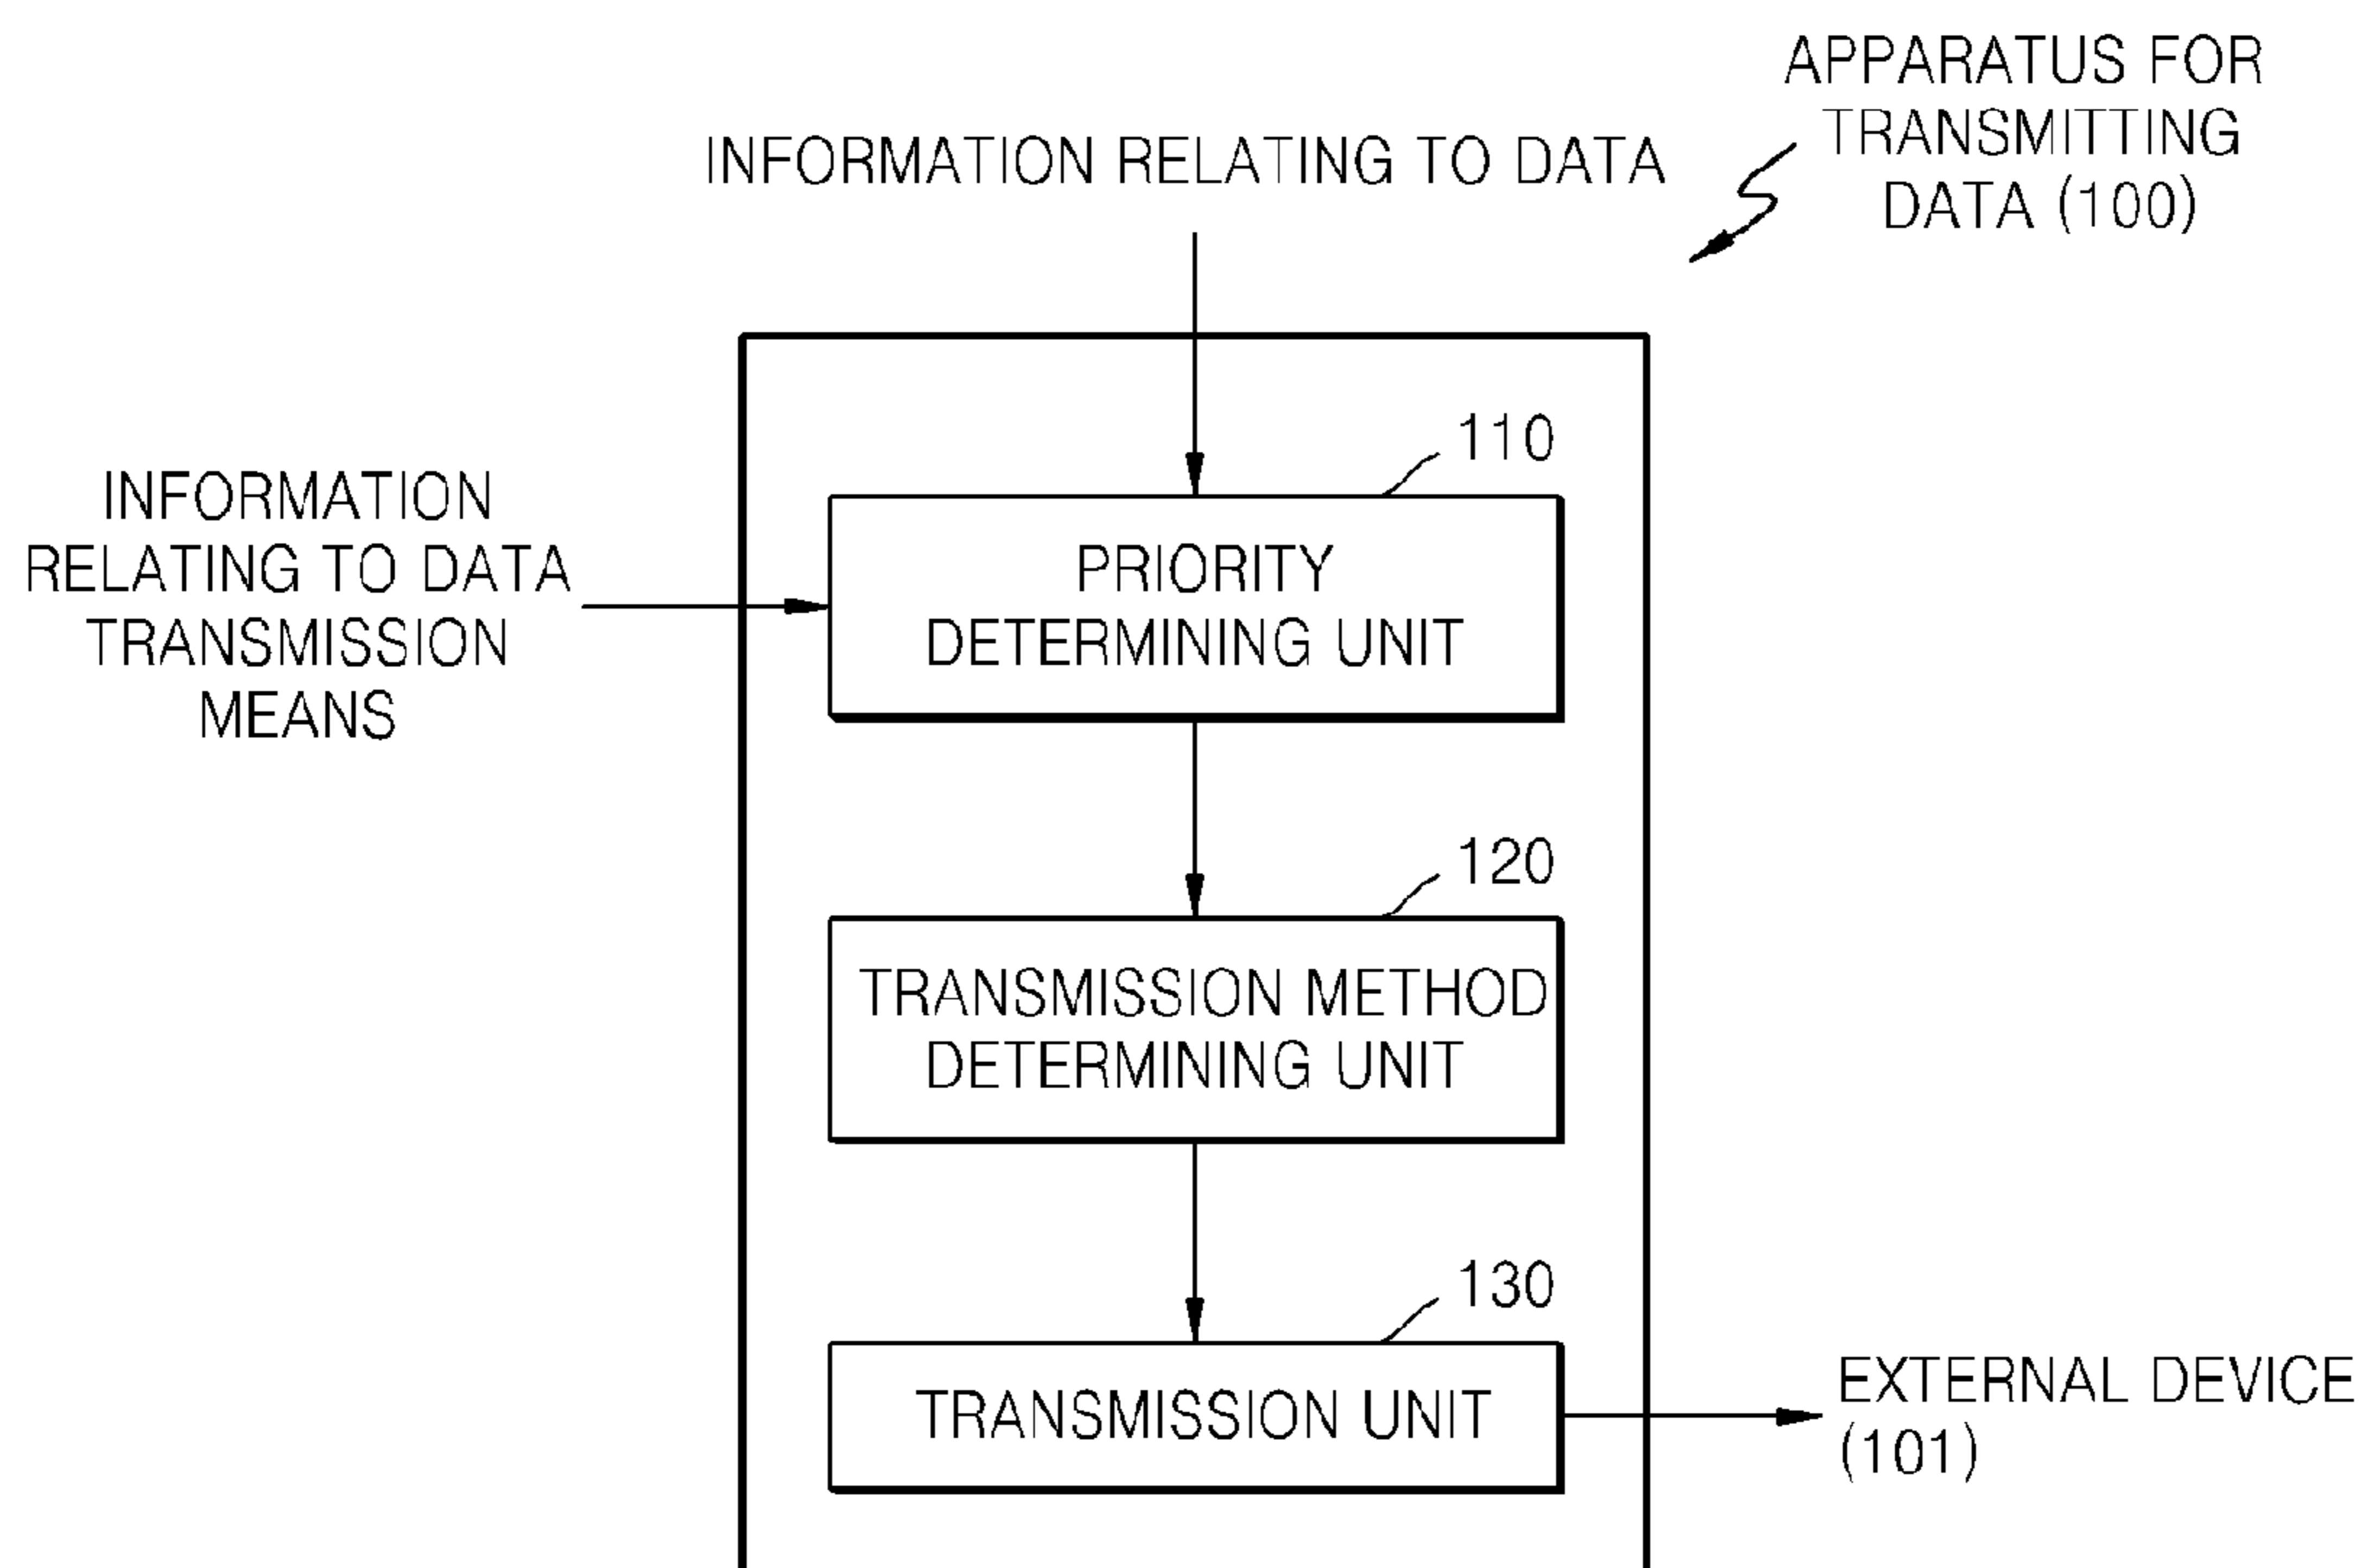 APPARATUS FOR
TRANSMITTING
DATA (100)
INFORMATION RELATING TO DATA
110
INFORMATION
RELATING TO DATA
TRANSMISSION
MEANS
PRIORITY
DETERMINING UNIT
120
TRANSMISSION METHOD
DETERMINING UNIT
130
TRANSMISSION UNIT
EXTERNAL DEVICE
(101)